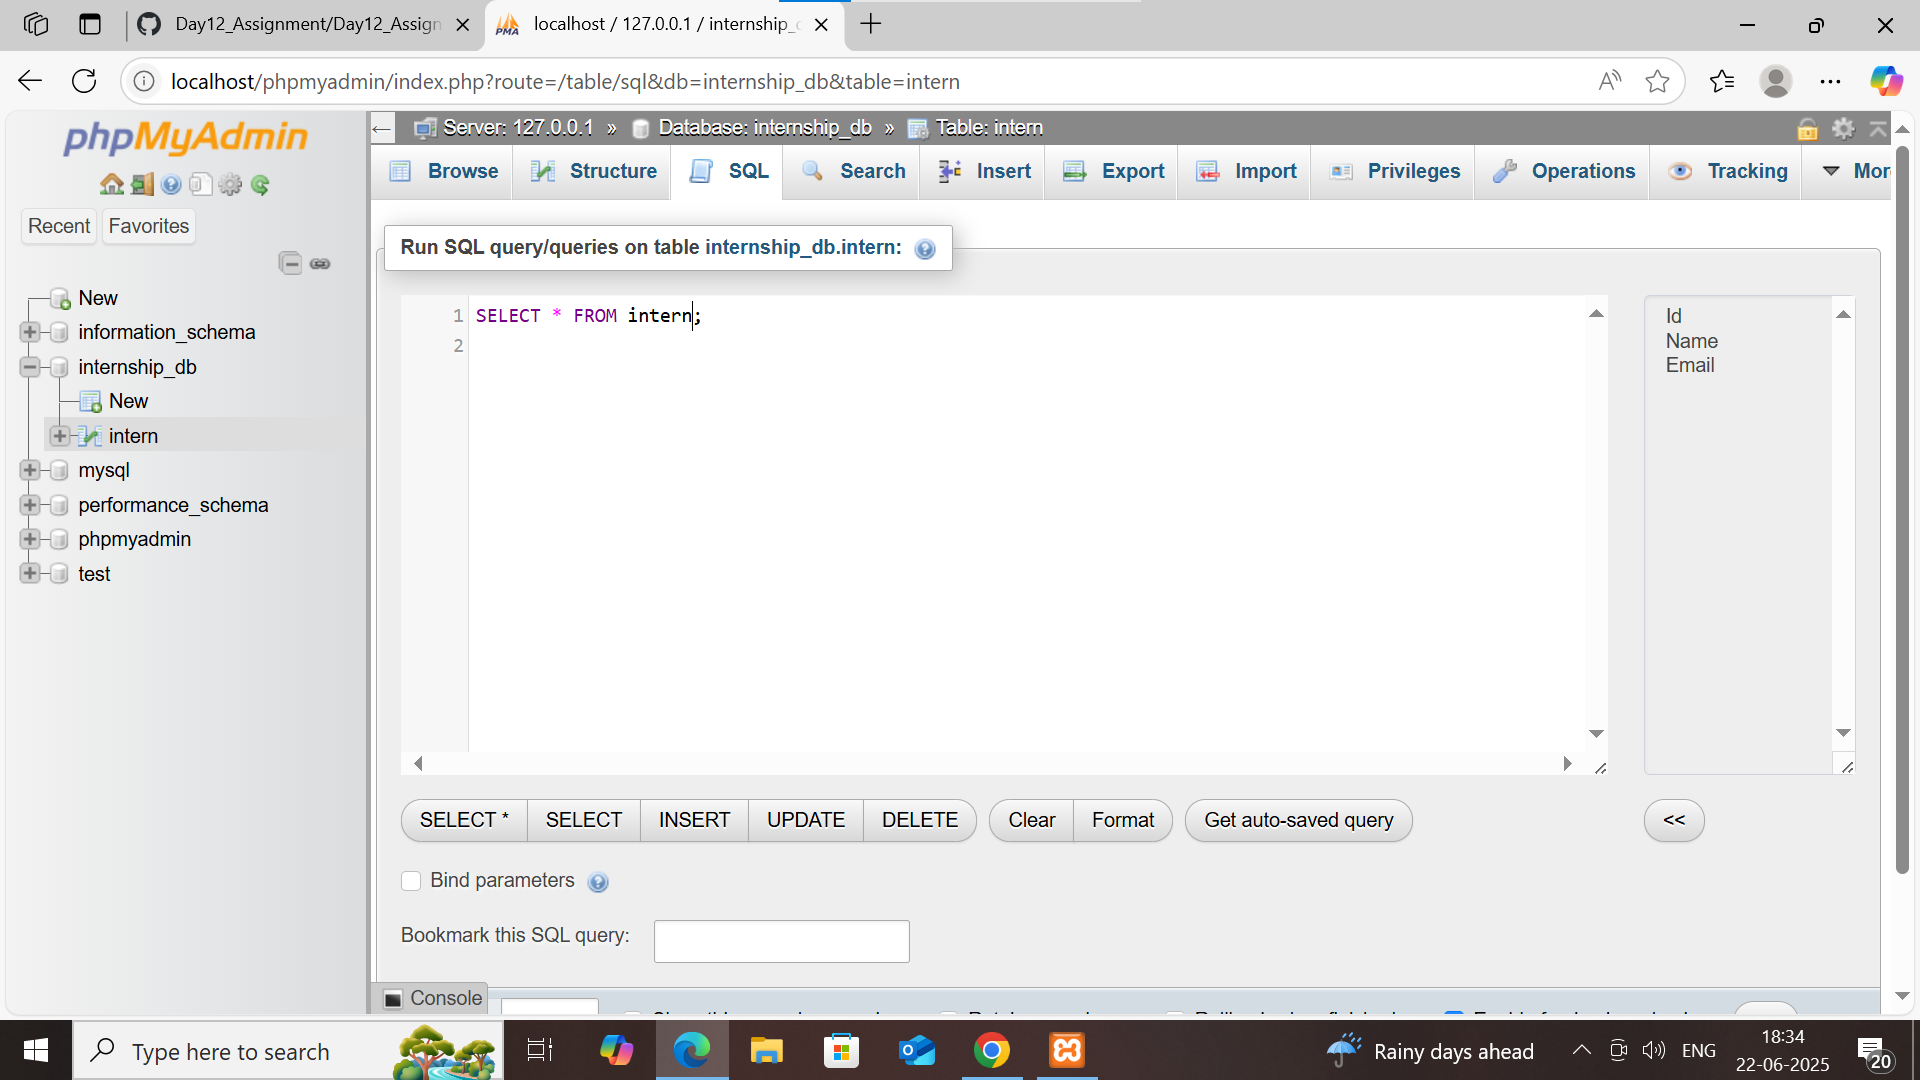 Day12_Assignment/Day12_Assign
localhost / 127.0.0.1 / internship_
localhost/phpmyadmin/index.php?route=/table/sql&db=internship_db&table=intern
phpMyAdmin
Server: 127.0.0.1 » Database: internship_db » Table: intern
Browse Structure SQL Search Insert Export Import Privileges Operations Tracking Mor
Recent Favorites
New
information_schema
internship_db
New
intern
mysql
performance_schema
phpmyadmin
test
Run SQL query/queries on table internship_db.intern:
1 SELECT * FROM intern;
2
Id
Name
Email
SELECT * SELECT INSERT UPDATE DELETE Clear Format Get auto-saved query <<
Bind parameters
Bookmark this SQL query:
Console
Type here to search
Rainy days ahead
ENG
18:34
22-06-2025
20